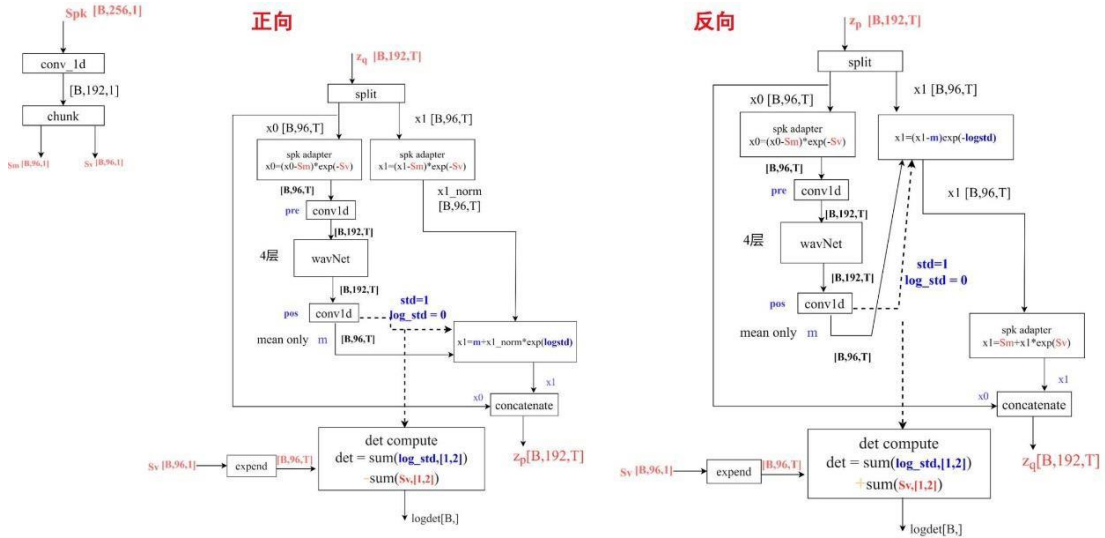 Spk [B,256,1]
conv_1d
[B,192,1]
chunk
Sm [B,96,1]
Sv [B,96,1]
正向
zq [B,192,T]
split
x0 [B,96,T]
x1 [B,96,T]
spk adapter
x0=(x0-Sm)*exp(-Sv)
spk adapter
x1=(x1-Sm)*exp(-Sv)
[B,96,T]
x1_norm
[B,96,T]
pre
conv1d
[B,192,T]
4层
wavNet
[B,192,T]
std=1
log_std = 0
pos
conv1d
mean only m
[B,96,T]
x1=m+x1_norm*exp(logstd)
x1
x0
concatenate
zp[B,192,T]
det compute
det = sum(log_std,[1,2])
-sum(Sv,[1,2])
Sv [B,96,1]
expend
[B,96,T]
logdet[B,]
反向
zp [B,192,T]
split
x0 [B,96,T]
x1 [B,96,T]
spk adapter
x0=(x0-Sm)*exp(-Sv)
x1=(x1-m)exp(-logstd)
[B,96,T]
x1 [B,96,T]
pre
conv1d
[B,192,T]
4层
wavNet
[B,192,T]
std=1
log_std = 0
pos
conv1d
mean only m
[B,96,T]
spk adapter
x1=Sm+x1*exp(Sv)
x1
x0
concatenate
zq[B,192,T]
det compute
det = sum(log_std,[1,2])
+sum(Sv,[1,2])
Sv [B,96,1]
expend
[B,96,T]
logdet[B,]